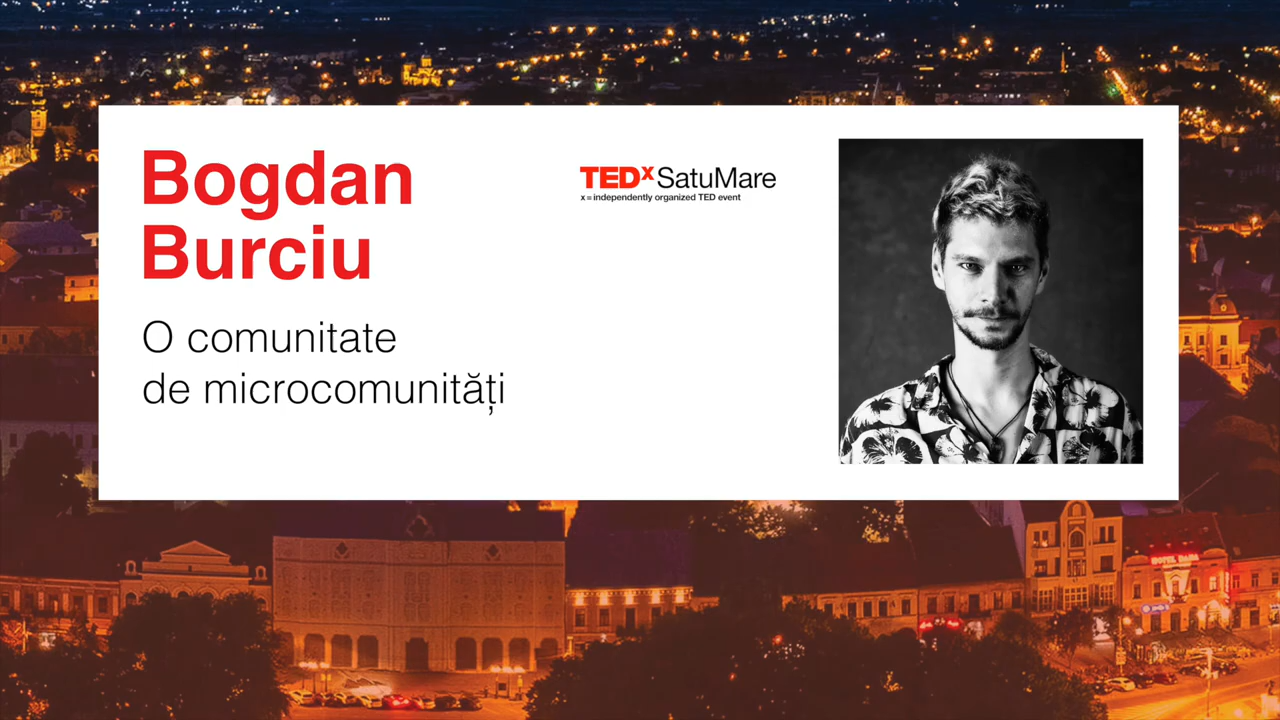 Bogdan
Burciu
TEDxSatuMare
x = independently organized TED event
O comunitate
de microcomunități